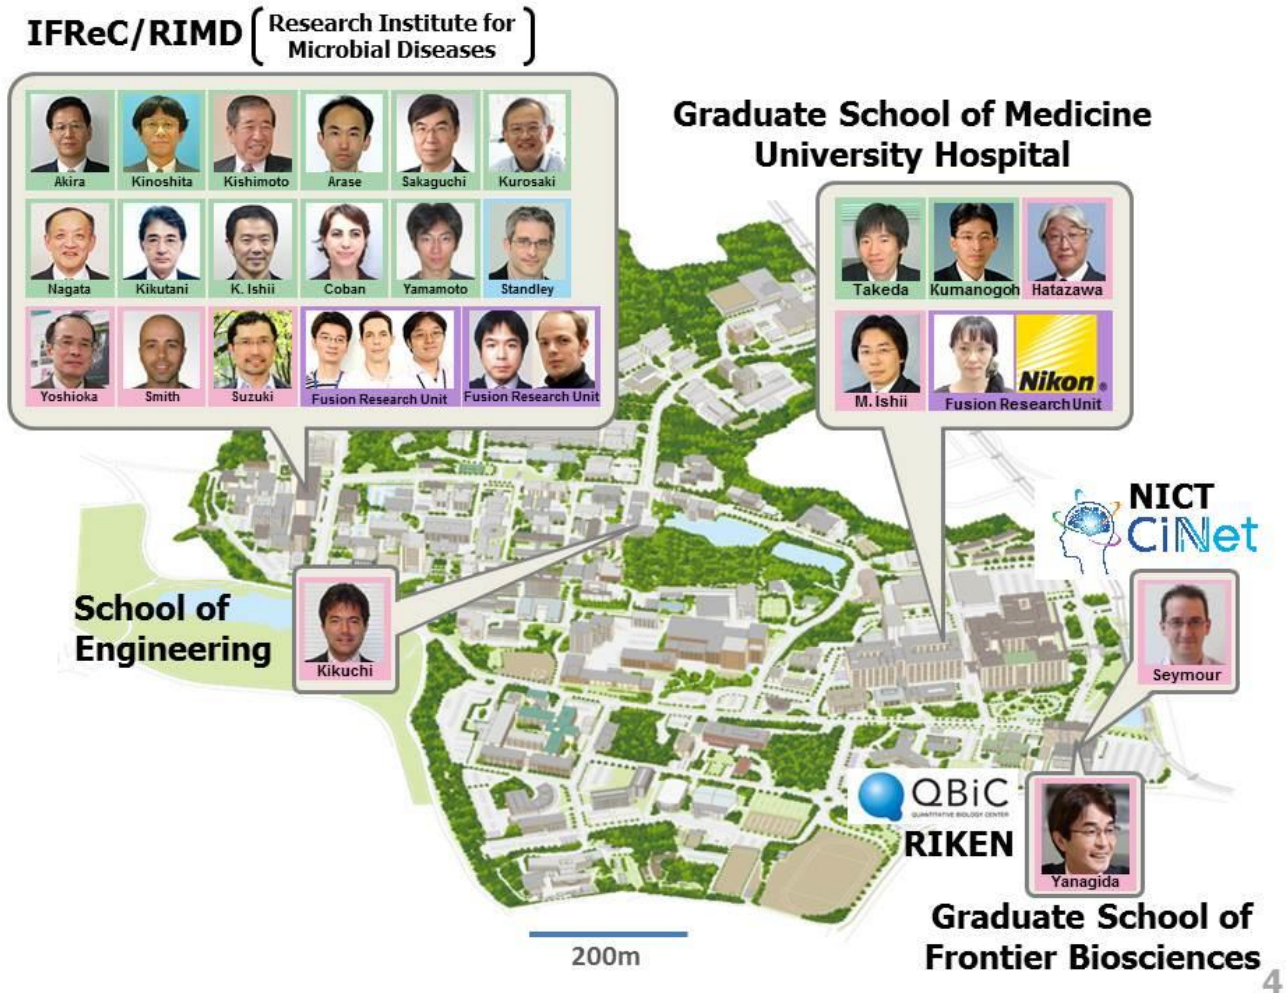 IFReC/RIMD
Research Institute for
Microbial Diseases
Akira
Kinoshita
Kishimoto
Arase
Sakaguchi
Kurosaki
Nagata
Kikutani
K. Ishii
Coban
Yamamoto
Standley
Yoshioka
Smith
Suzuki
Fusion Research Unit
Fusion Research Unit
Graduate School of Medicine
University Hospital
Takeda
Kumanogoh
Hatazawa
M. Ishii
Nikon
Fusion Research Unit
NICT
CiNet
Seymour
School of
Engineering
Kikuchi
QBiC
QUANTITATIVE BIOLOGY CENTER
RIKEN
Yanagida
Graduate School of
Frontier Biosciences
200m
4